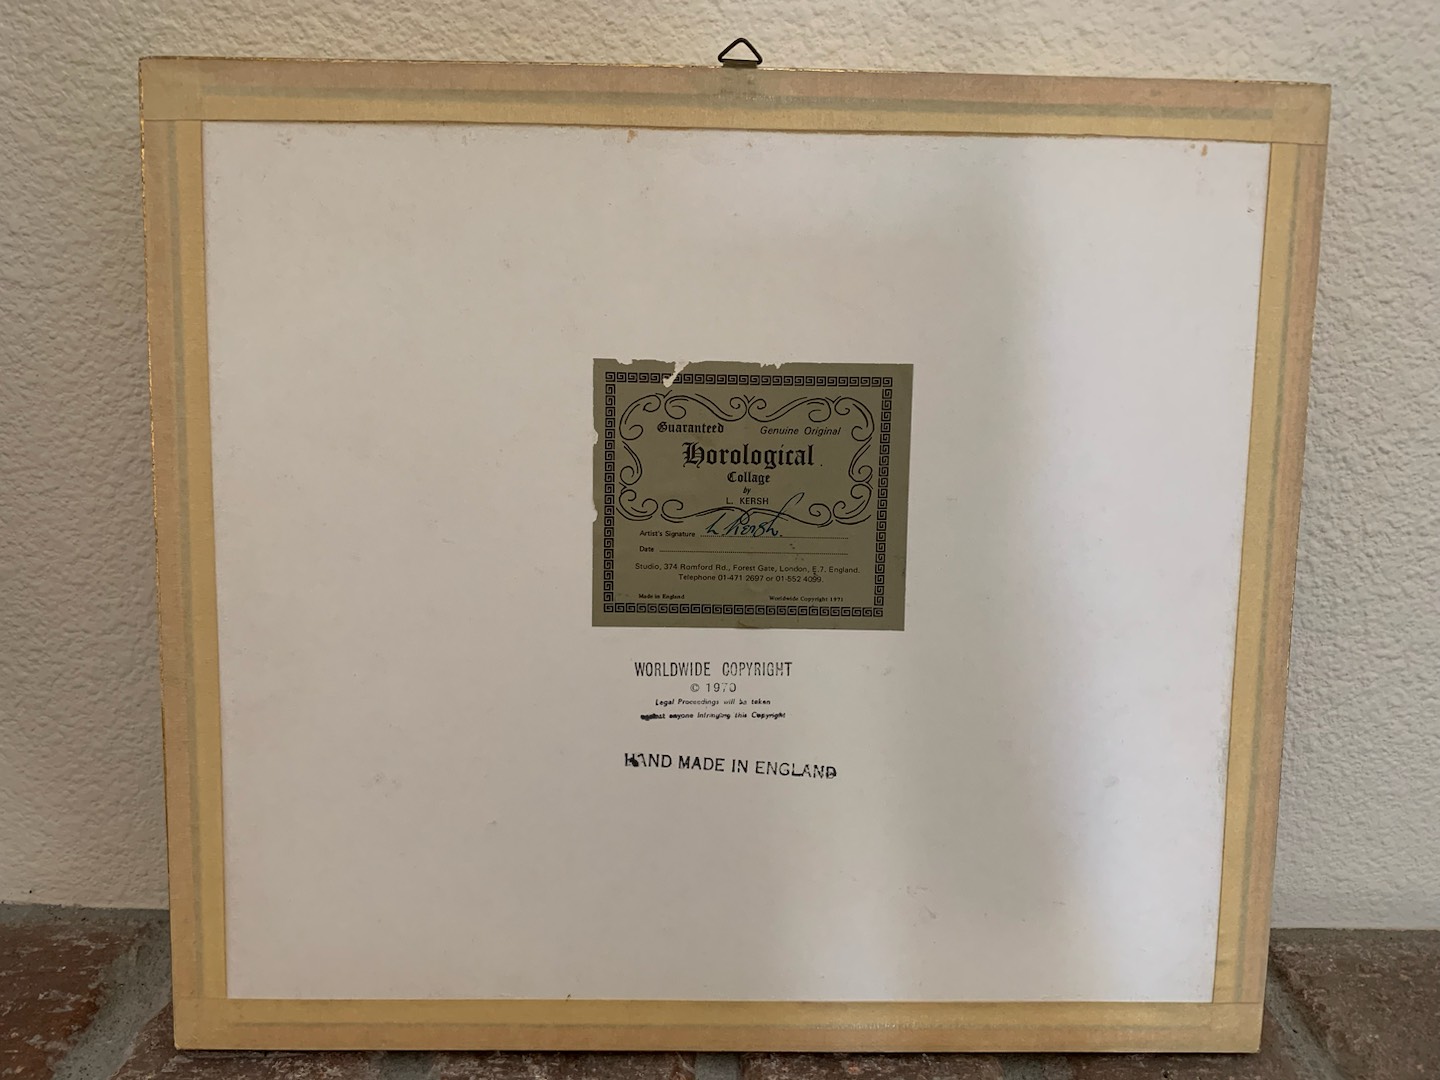 Guaranteed Genuine Original
Horological
Collage
by
L. KERSH
Artist's Signature L Kersh.
Date
Studio, 374 Romford Rd., Forest Gate, London, E.7. England.
Telephone 01-471 2697 or 01-552 4099.
Made in England Worldwide Copyright 1971
WORLDWIDE COPYRIGHT
© 1970
Legal Proceedings will be taken
against anyone Infringing this Copyright
HAND MADE IN ENGLAND